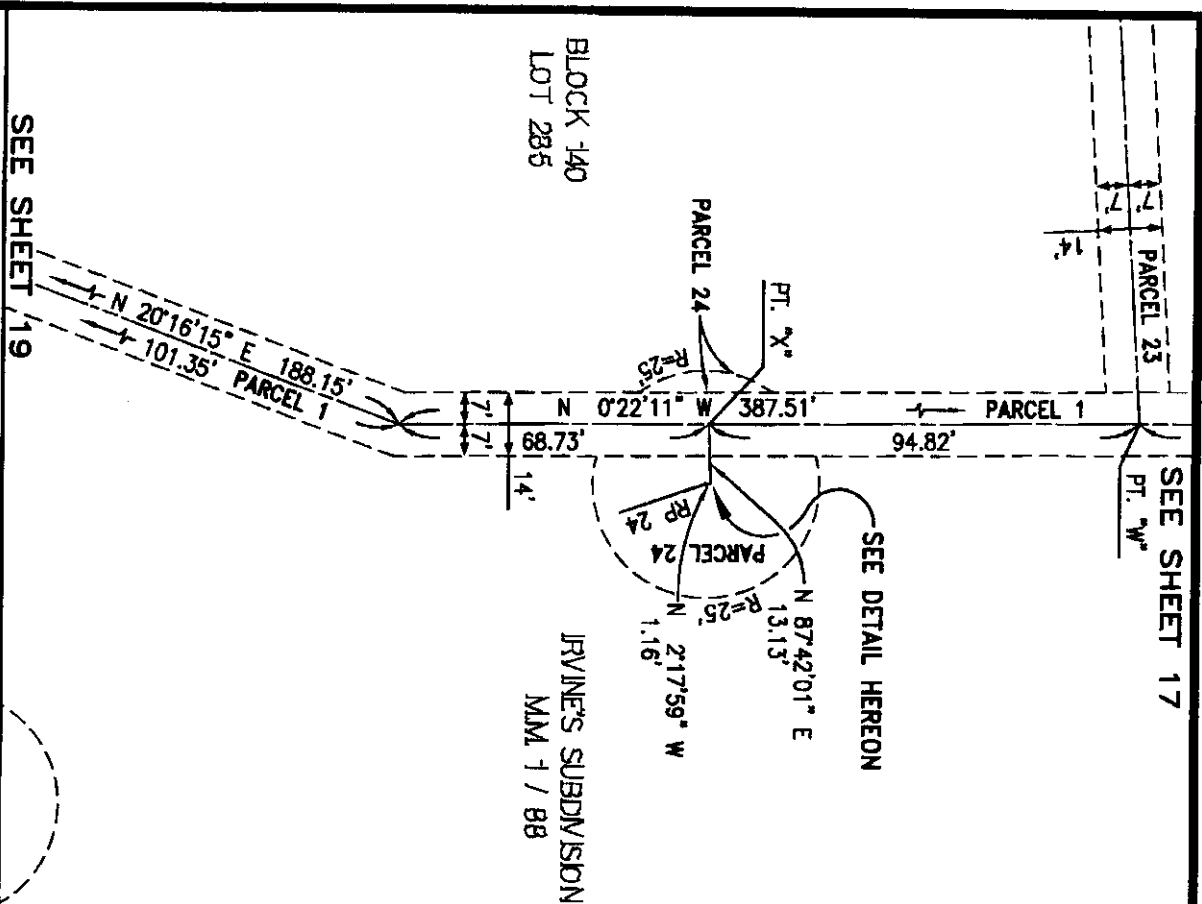 SEE SHEET 17
7'
7'
14'
PARCEL 23
PT. "W"
PARCEL 1
94.82'
SEE DETAIL HEREON
N 87°42'01" E
13.13'
PT. "X"
PARCEL 24
R=25'
N 0°22'11" W 387.51'
RP 24
PARCEL 24
R=25'
N 2°17'59" W
1.16'
BLOCK 140
LOT 285
68.73'
7'
7'
14'
IRVINE'S SUBDIVISION
M.M. 1 / 88
N 20°16'15" E 188.15'
101.35' PARCEL 1
SEE SHEET 19